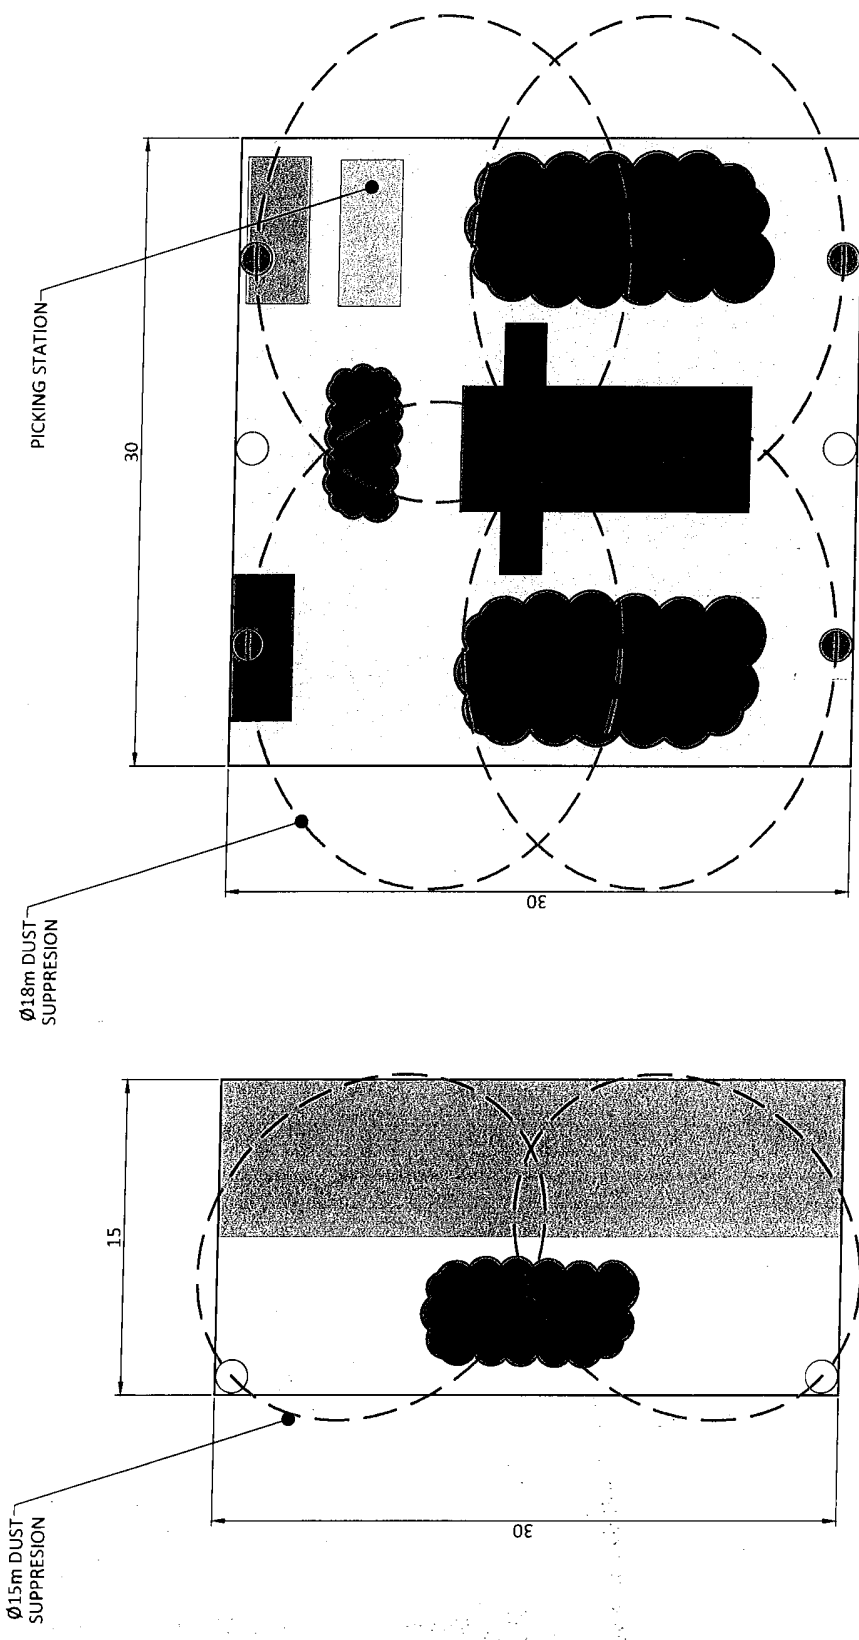 PICKING STATION
30
Ø18m DUST
SUPPRESION
30
15
Ø15m DUST
SUPPRESION
30